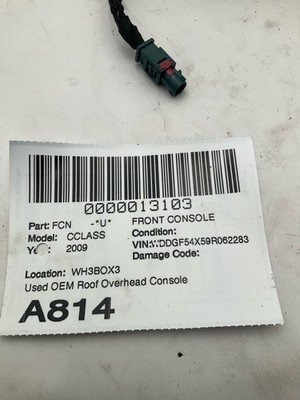 0000013103
Part: FCN -*U* FRONT CONSOLE
Model: CCLASS Condition:
Year: 2009 VIN:WDDGF54X59R062283
Damage Code:
Location: WH3BOX3
Used OEM Roof Overhead Console
A814